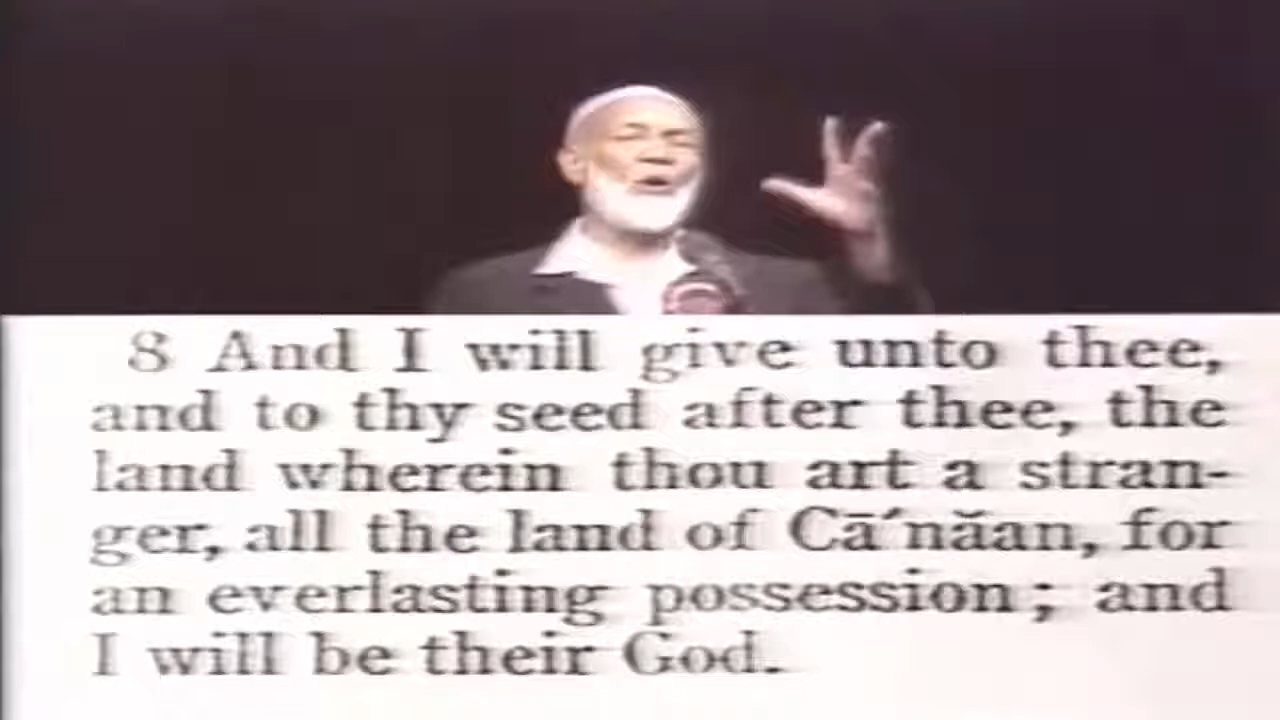 8 And I will give unto thee,
and to thy seed after thee, the
land wherein thou art a stran-
ger, all the land of Cā´năan, for
an everlasting possession; and
I will be their God.